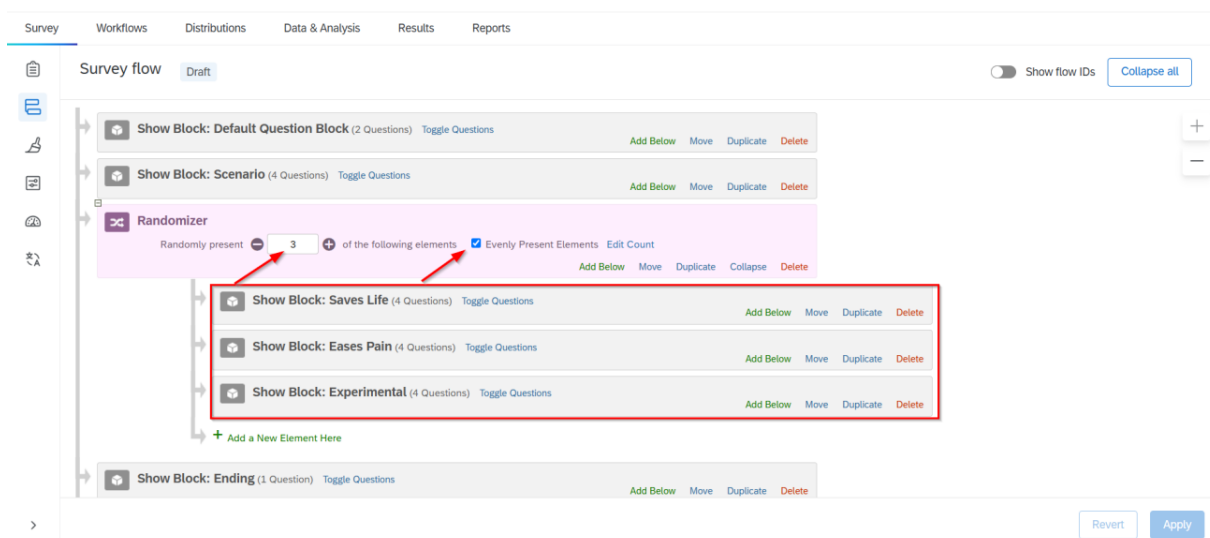 Survey Workflows Distributions Data & Analysis Results Reports
Survey flow Draft Show flow IDs Collapse all
Show Block: Default Question Block (2 Questions) Toggle Questions
Add Below Move Duplicate Delete
Show Block: Scenario (4 Questions) Toggle Questions
Add Below Move Duplicate Delete
Randomizer
Randomly present 3 of the following elements Evenly Present Elements Edit Count
Add Below Move Duplicate Collapse Delete
Show Block: Saves Life (4 Questions) Toggle Questions
Add Below Move Duplicate Delete
Show Block: Eases Pain (4 Questions) Toggle Questions
Add Below Move Duplicate Delete
Show Block: Experimental (4 Questions) Toggle Questions
Add Below Move Duplicate Delete
+ Add a New Element Here
Show Block: Ending (1 Question) Toggle Questions
Add Below Move Duplicate Delete
Revert Apply